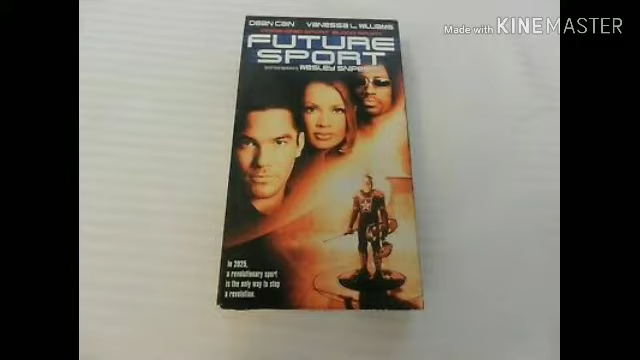 Made with KINEMASTER
DEAN CAIN VANESSA L. WILLIAMS
FUTURE
SPORT
WESLEY SNIPES
In 2025,
a revolutionary sport
is the only way to stop
a revolution.